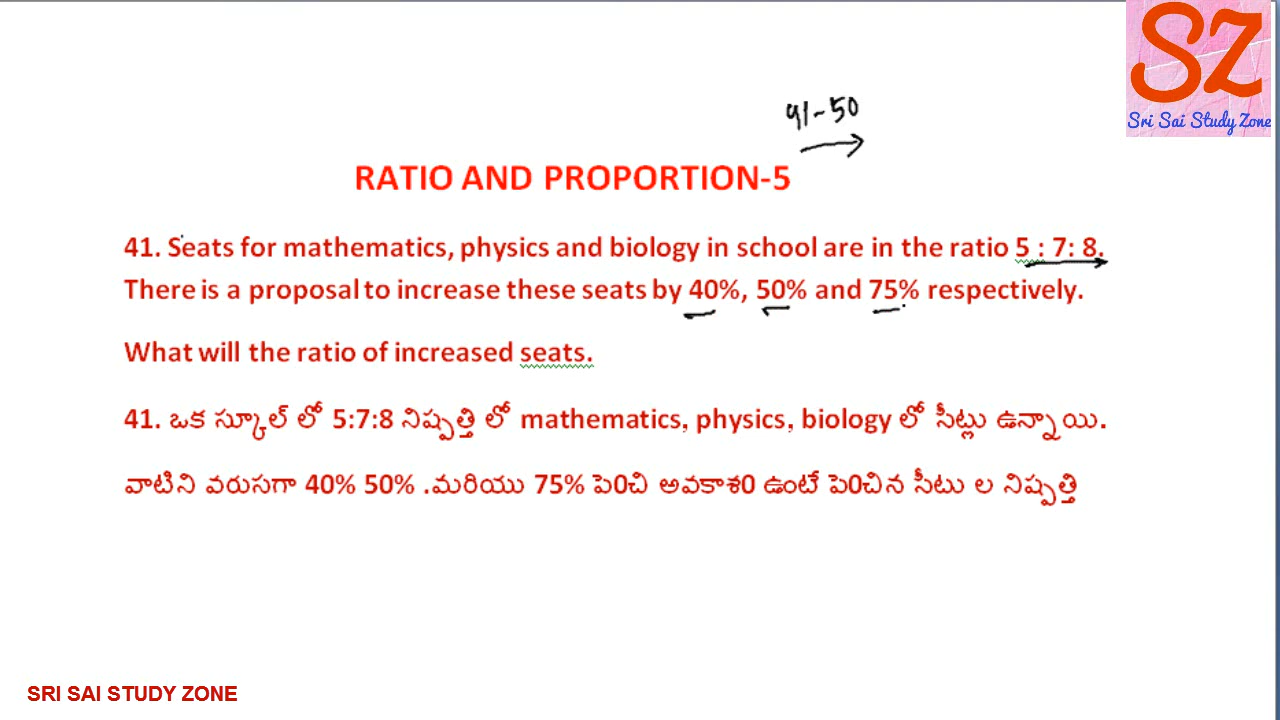 SZ
Sri Sai Study Zone
41-50
RATIO AND PROPORTION-5
41. Seats for mathematics, physics and biology in school are in the ratio 5 : 7: 8.
There is a proposal to increase these seats by 40%, 50% and 75% respectively.
What will the ratio of increased seats.
41. ఒక స్కూల్ లో 5:7:8 నిష్పత్తి లో mathematics, physics, biology లో సీట్లు ఉన్నాయి.
వాటిని వరుసగా 40% 50% .మరియు 75% పె0చి అవకాశ0 ఉంటే పె0చిన సీటు ల నిష్పత్తి
SRI SAI STUDY ZONE